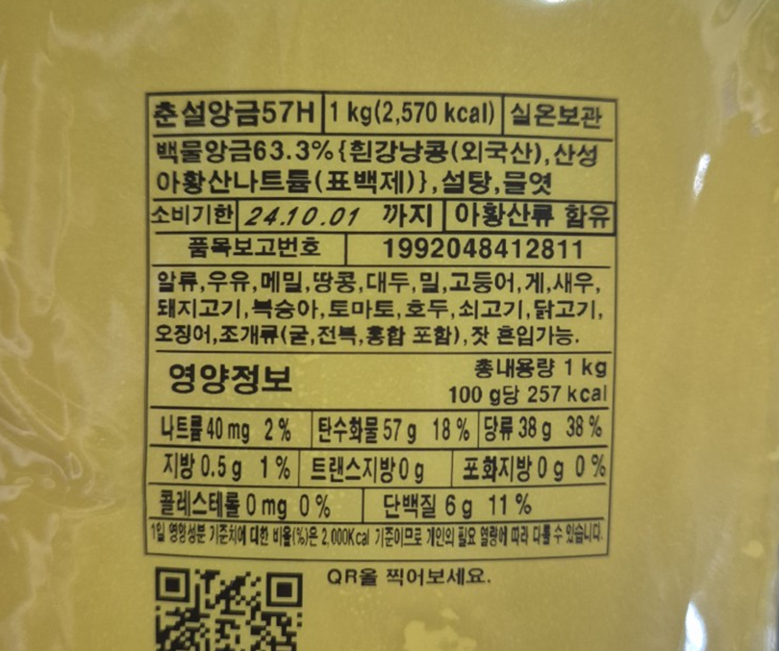 춘설앙금57H 1 kg(2,570 kcal) 실온보관
백물앙금63.3%{흰강낭콩(외국산),산성
아황산나트륨(표백제)},설탕,물엿
소비기한 24.10.01 까지 아황산류 함유
품목보고번호 1992048412811
알류,우유,메밀,땅콩,대두,밀,고등어,게,새우,
돼지고기,복숭아,토마토,호두,쇠고기,닭고기,
오징어,조개류(굴,전복,홍합 포함),잣 혼입가능.
영양정보 총내용량 1 kg
100 g당 257 kcal
나트륨 40 mg 2 % 탄수화물 57 g 18 % 당류 38 g 38 %
지방 0.5 g 1 % 트랜스지방 0 g 포화지방 0 g 0 %
콜레스테롤 0 mg 0 % 단백질 6 g 11 %
1일 영양성분 기준치에 대한 비율(%)은 2,000Kcal 기준이므로 개인의 필요 열량에 따라 다를 수 있습니다.
QR을 찍어보세요.